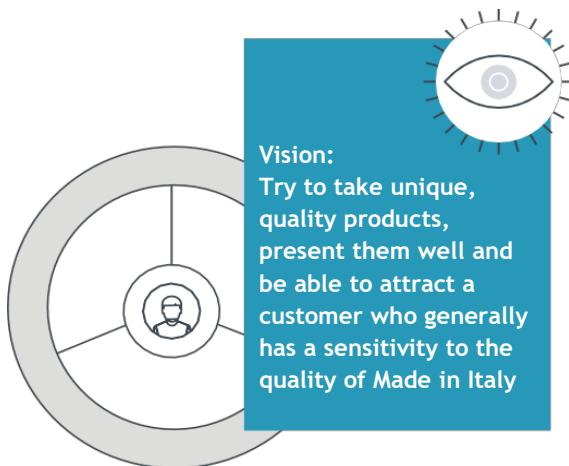 Vision:
Try to take unique,
quality products,
present them well and
be able to attract a
customer who generally
has a sensitivity to the
quality of Made in Italy